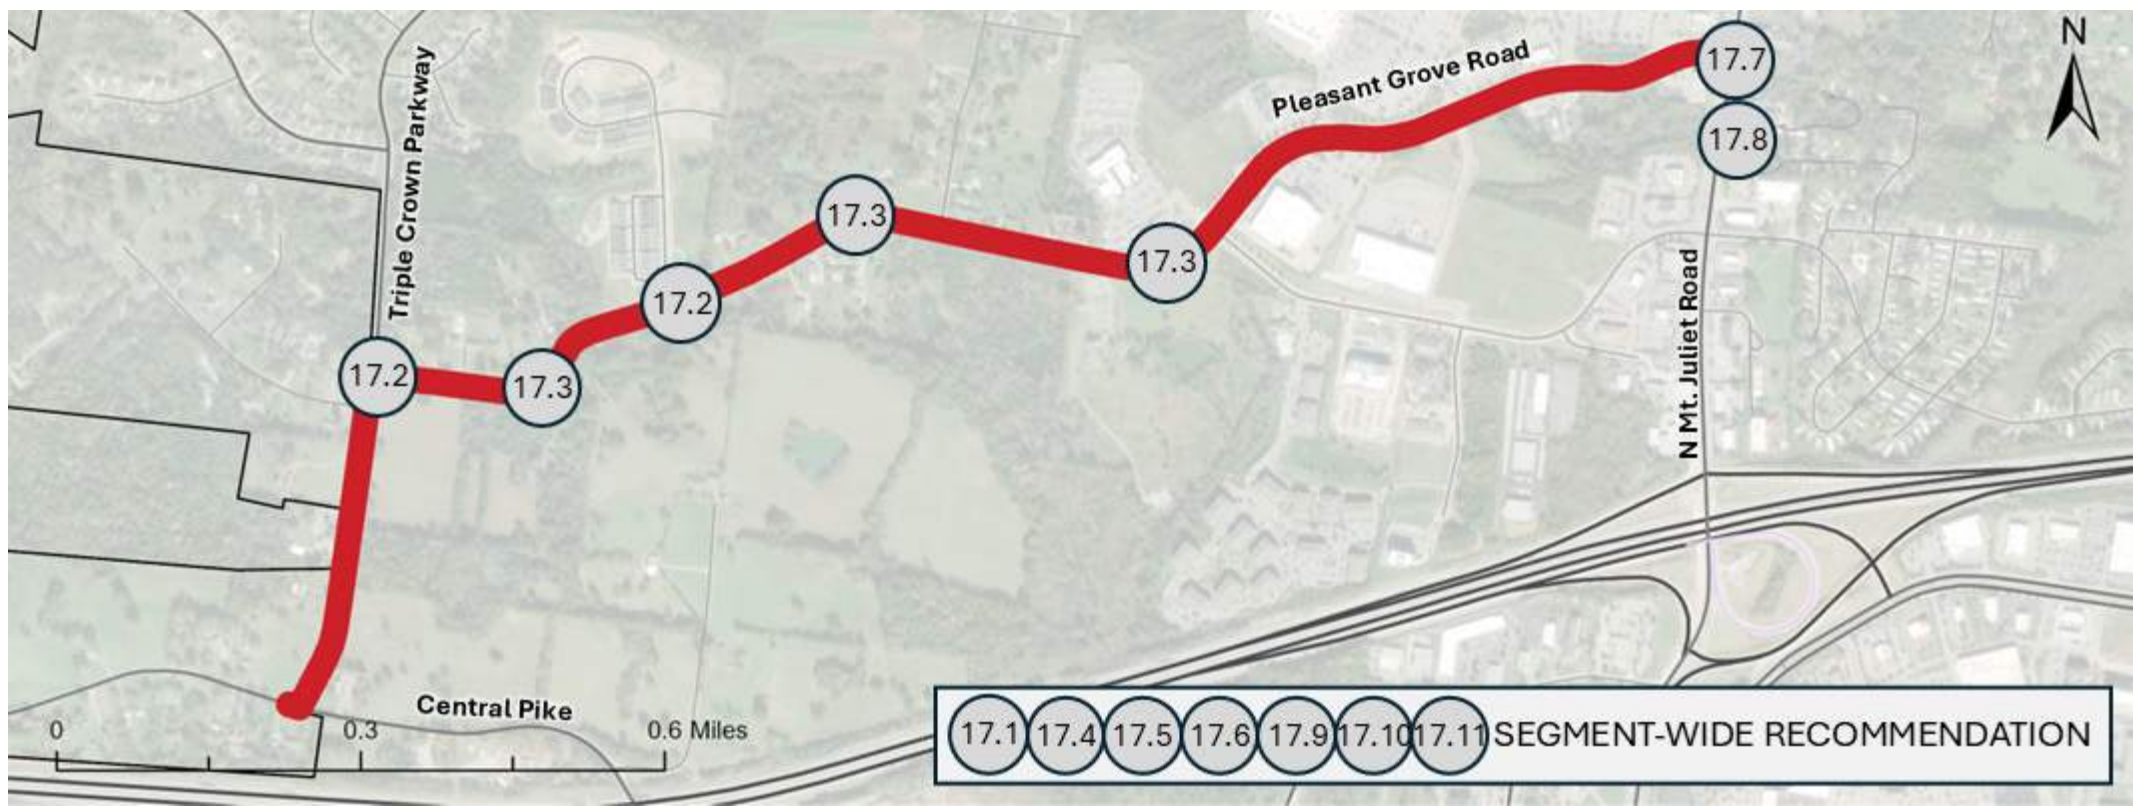 N
17.7
Pleasant Grove Road
17.8
Triple Crown Parkway
17.3
17.3
17.2
N Mt. Juliet Road
17.2
17.3
Central Pike
0 0.3 0.6 Miles
17.1 17.4 17.5 17.6 17.9 17.10 17.11 SEGMENT-WIDE RECOMMENDATION